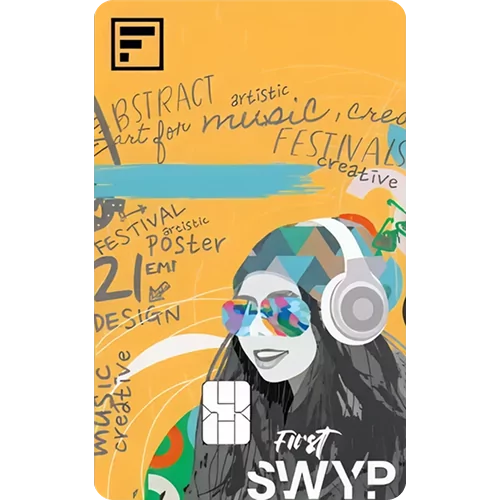 ABSTRACT
artistic
art for music, crea
FESTIVALS
creative
FESTIVAL
artistic
Poster
21 EMI
DESIGN
music
creative
First
SWYP